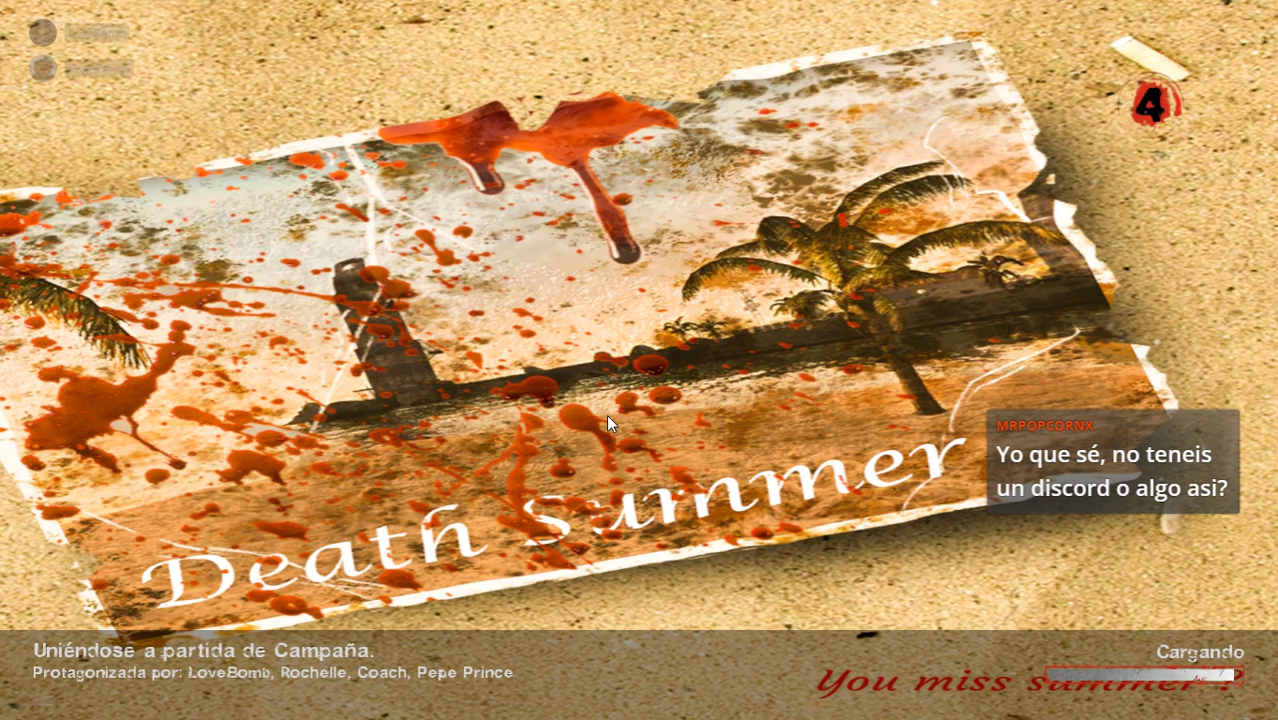 4
Death Summer
MRPOPCORNX
Yo que sé, no teneis
un discord o algo asi?
Uniéndose a partida de Campaña.
Protagonizada por: LoveBomb, Rochelle, Coach, Pepe Prince
Cargando
You miss summer ?